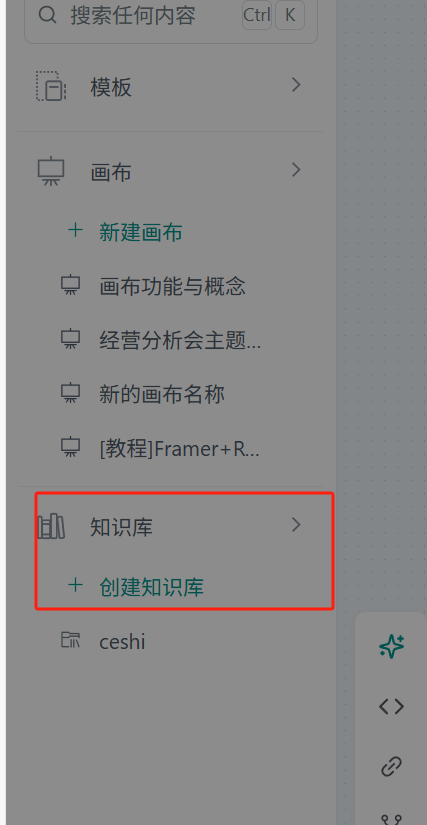 搜索任何内容 Ctrl K
模板
画布
新建画布
画布功能与概念
经营分析会主题...
新的画布名称
[教程]Framer+R...
知识库
创建知识库
ceshi